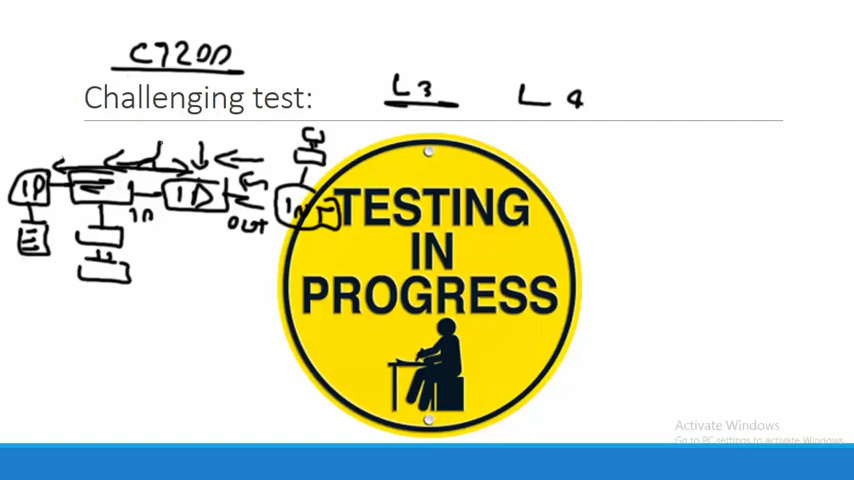 C7200
Challenging test:
L3
L4
IP
in
out
TESTING
IN
PROGRESS
Activate Windows
Go to PC settings to activate Windows.